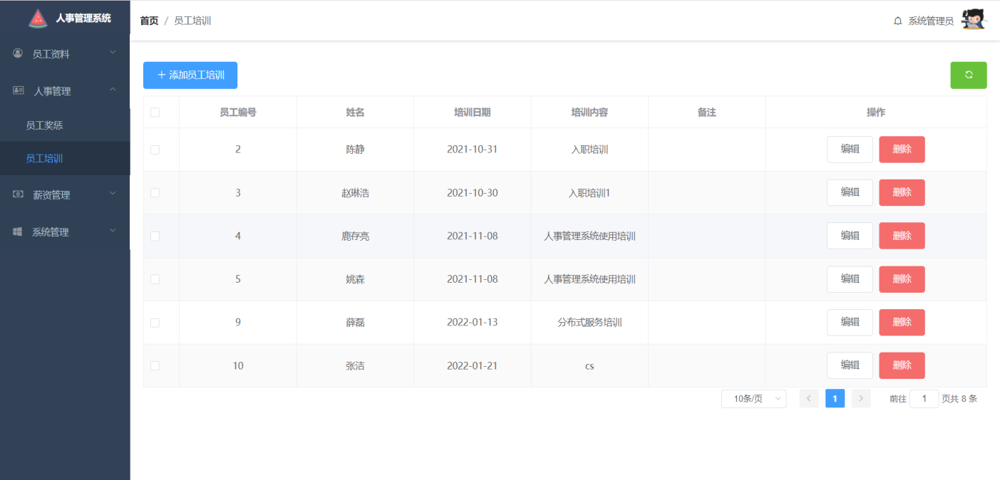 人事管理系统
首页 / 员工培训
系统管理员
员工资料
人事管理
员工奖惩
员工培训
薪资管理
系统管理
+ 添加员工培训
员工编号 姓名 培训日期 培训内容 备注 操作
2 陈静 2021-10-31 入职培训 编辑 删除
3 赵琳浩 2021-10-30 入职培训1 编辑 删除
4 鹿存亮 2021-11-08 人事管理系统使用培训 编辑 删除
5 姚森 2021-11-08 人事管理系统使用培训 编辑 删除
9 薛磊 2022-01-13 分布式服务培训 编辑 删除
10 张洁 2022-01-21 cs 编辑 删除
10条/页 1 前往 1 页共 8 条